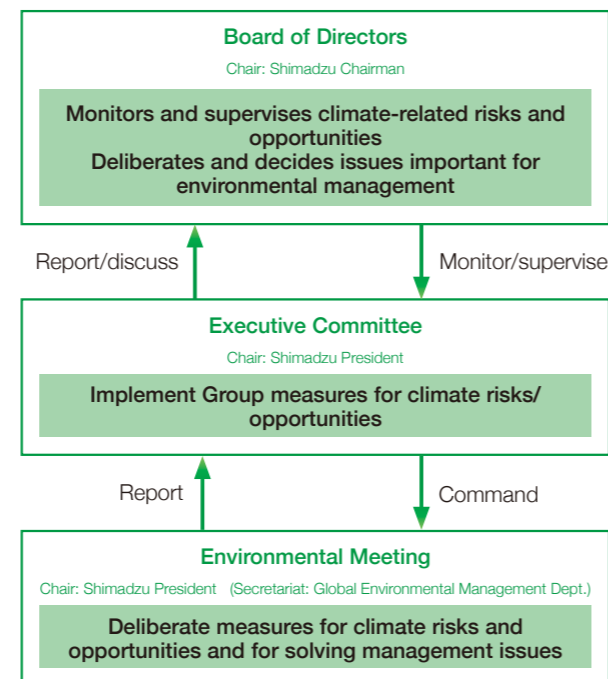 Board of Directors
Chair: Shimadzu Chairman
Monitors and supervises climate-related risks and
opportunities
Deliberates and decides issues important for
environmental management
Report/discuss
Monitor/supervise
Executive Committee
Chair: Shimadzu President
Implement Group measures for climate risks/
opportunities
Report
Command
Environmental Meeting
Chair: Shimadzu President (Secretariat: Global Environmental Management Dept.)
Deliberate measures for climate risks and
opportunities and for solving management issues